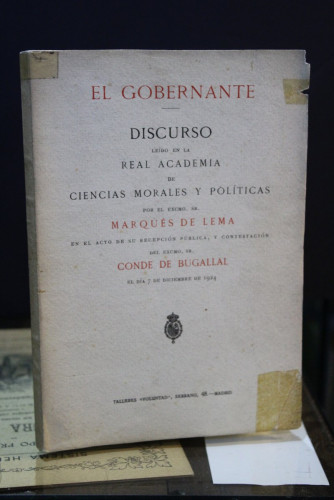 EL GOBERNANTE
DISCURSO
LEÍDO EN LA
REAL ACADEMIA
DE
CIENCIAS MORALES Y POLÍTICAS
POR EL EXCMO. SR.
MARQUÉS DE LEMA
EN EL ACTO DE SU RECEPCIÓN PÚBLICA, Y CONTESTACIÓN
DEL EXCMO. SR.
CONDE DE BUGALLAL
EL DÍA 7 DE DICIEMBRE DE
TALLERES «VOLUNTAD», SERRANO, 48.—MADRID